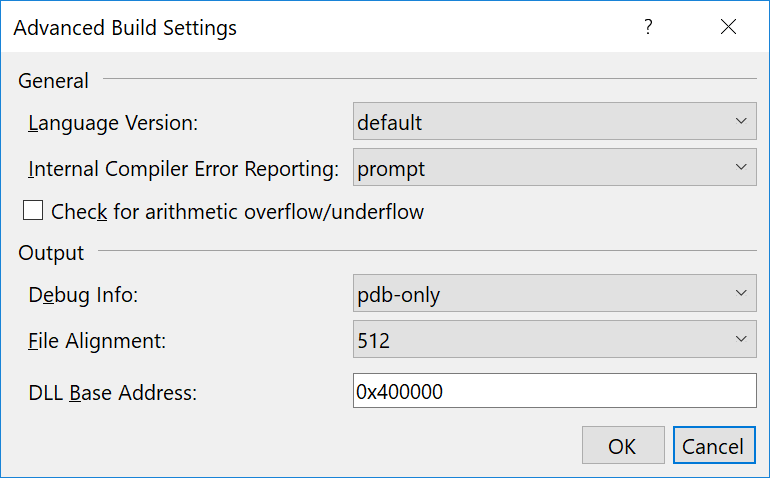 Advanced Build Settings ?
General
Language Version: default
Internal Compiler Error Reporting: prompt
Check for arithmetic overflow/underflow
Output
Debug Info: pdb-only
File Alignment: 512
DLL Base Address: 0x400000
OK Cancel